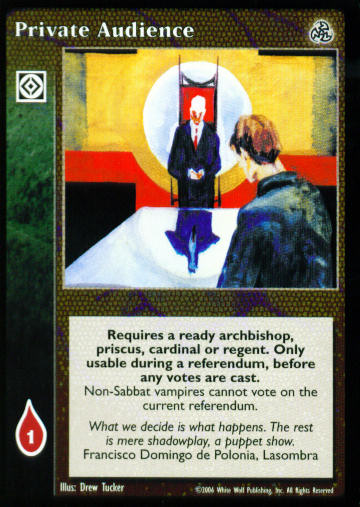 Private Audience
Requires a ready archbishop,
priscus, cardinal or regent. Only
usable during a referendum, before
any votes are cast.
Non-Sabbat vampires cannot vote on the
current referendum.
What we decide is what happens. The rest
is mere shadowplay, a puppet show.
Francisco Domingo de Polonia, Lasombra
1
Illus: Drew Tucker
©2006 White Wolf Publishing, Inc. All Rights Reserved